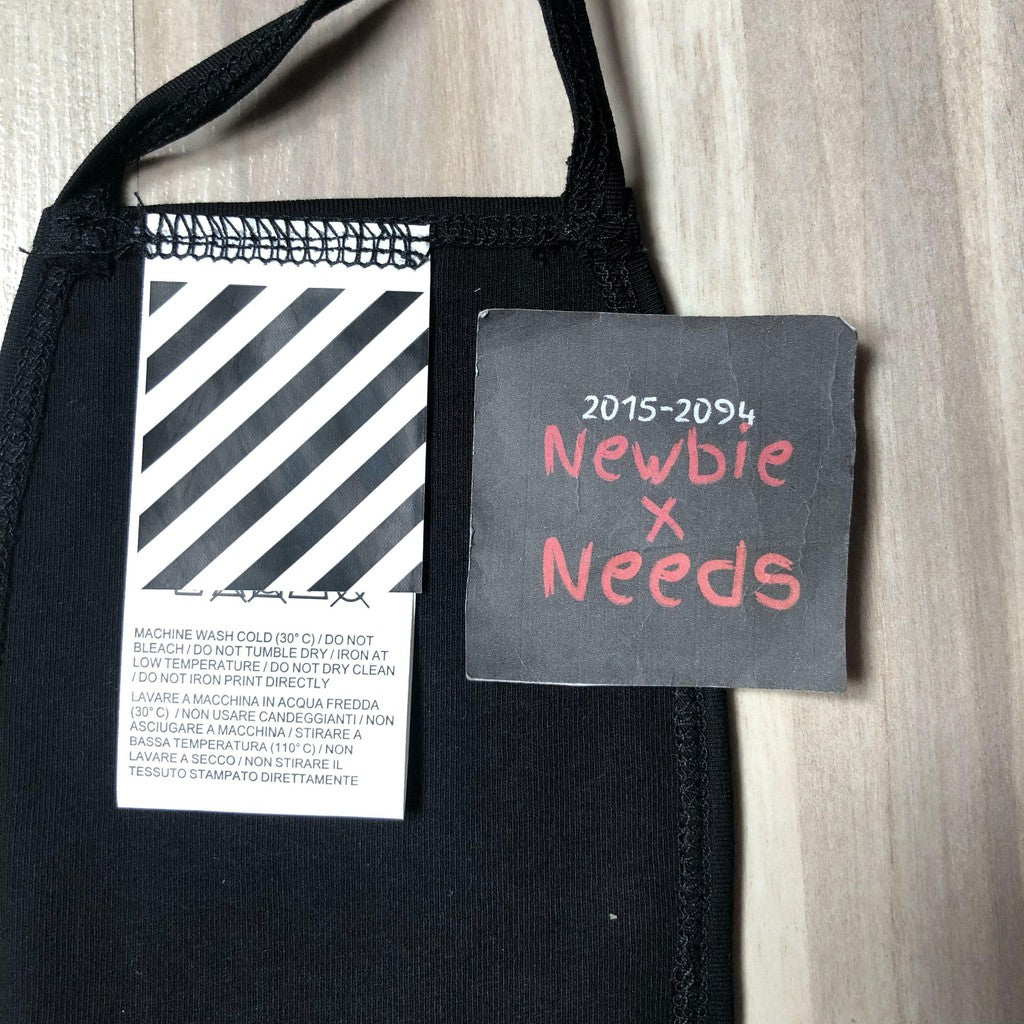 MACHINE WASH COLD (30° C) / DO NOT
BLEACH / DO NOT TUMBLE DRY / IRON AT
LOW TEMPERATURE / DO NOT DRY CLEAN
/ DO NOT IRON PRINT DIRECTLY
LAVARE A MACCHINA IN ACQUA FREDDA
(30° C) / NON USARE CANDEGGIANTI / NON
ASCIUGARE A MACCHINA / STIRARE A
BASSA TEMPERATURA (110° C) / NON
LAVARE A SECCO / NON STIRARE IL
TESSUTO STAMPATO DIRETTAMENTE
2015-2094
Newbie
x
Needs